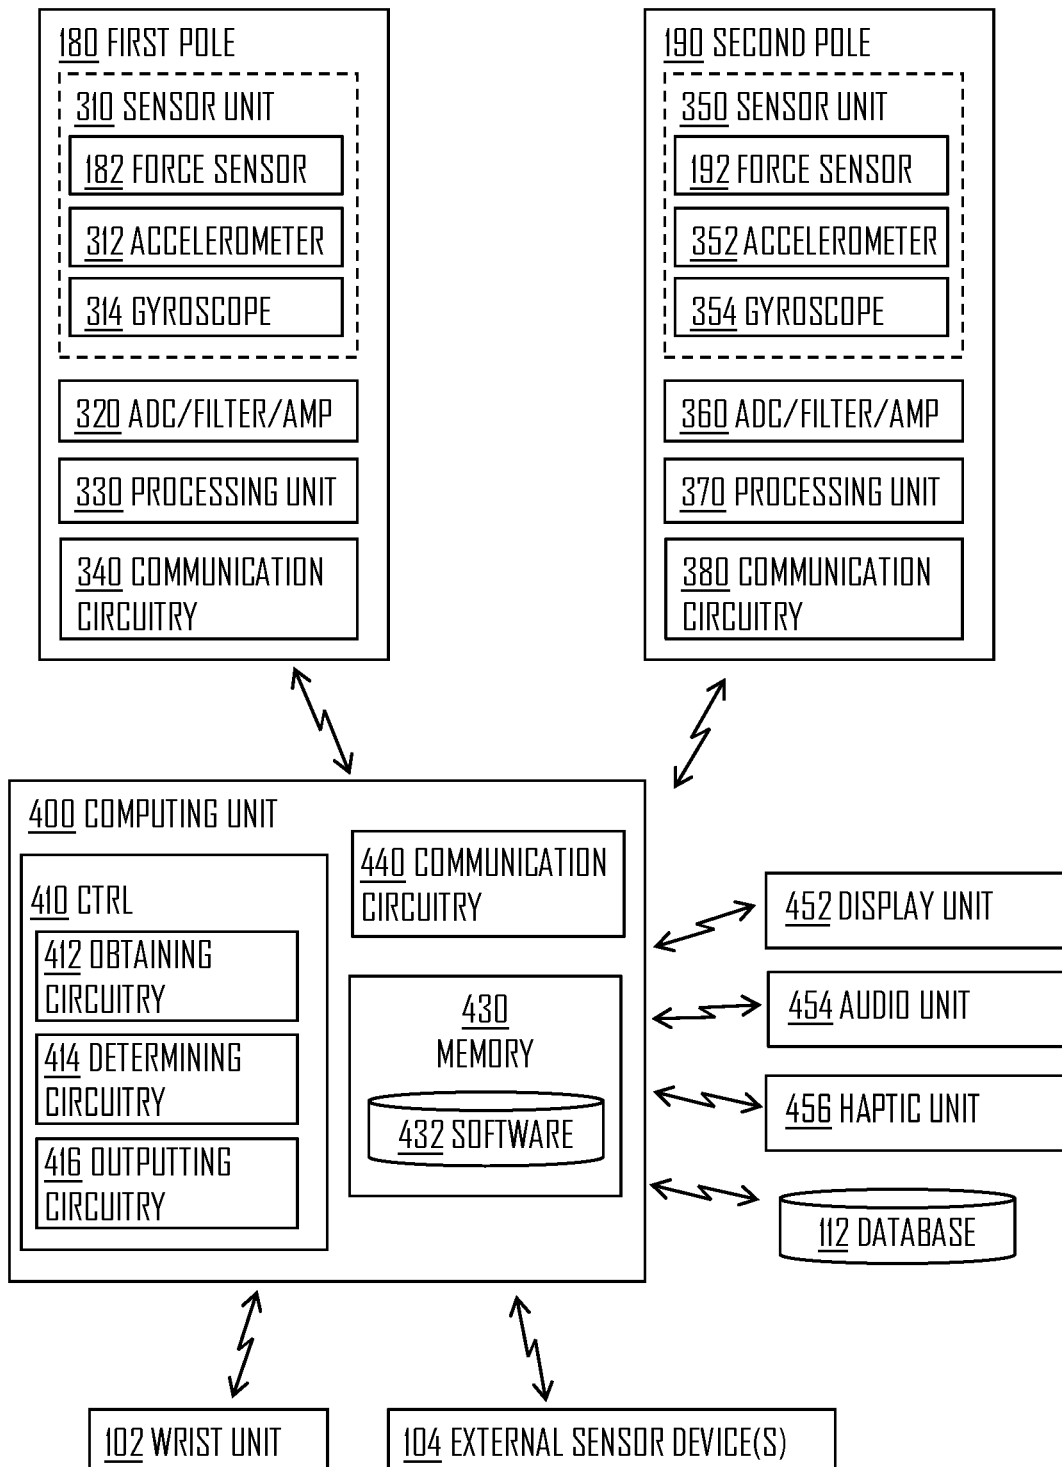 180 FIRST POLE
310 SENSOR UNIT
182 FORCE SENSOR
312 ACCELEROMETER
314 GYROSCOPE
320 ADC/FILTER/AMP
330 PROCESSING UNIT
340 COMMUNICATION
CIRCUITRY
190 SECOND POLE
350 SENSOR UNIT
192 FORCE SENSOR
352 ACCELEROMETER
354 GYROSCOPE
360 ADC/FILTER/AMP
370 PROCESSING UNIT
380 COMMUNICATION
CIRCUITRY
400 COMPUTING UNIT
410 CTRL
412 OBTAINING
CIRCUITRY
414 DETERMINING
CIRCUITRY
416 OUTPUTTING
CIRCUITRY
440 COMMUNICATION
CIRCUITRY
430
MEMORY
432 SOFTWARE
452 DISPLAY UNIT
454 AUDIO UNIT
456 HAPTIC UNIT
112 DATABASE
102 WRIST UNIT
104 EXTERNAL SENSOR DEVICE(S)